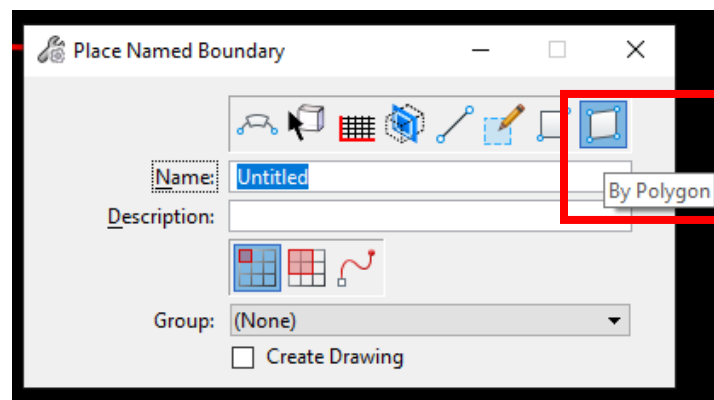 Place Named Boundary
Name: Untitled
By Polygon
Description:
Group: (None)
Create Drawing